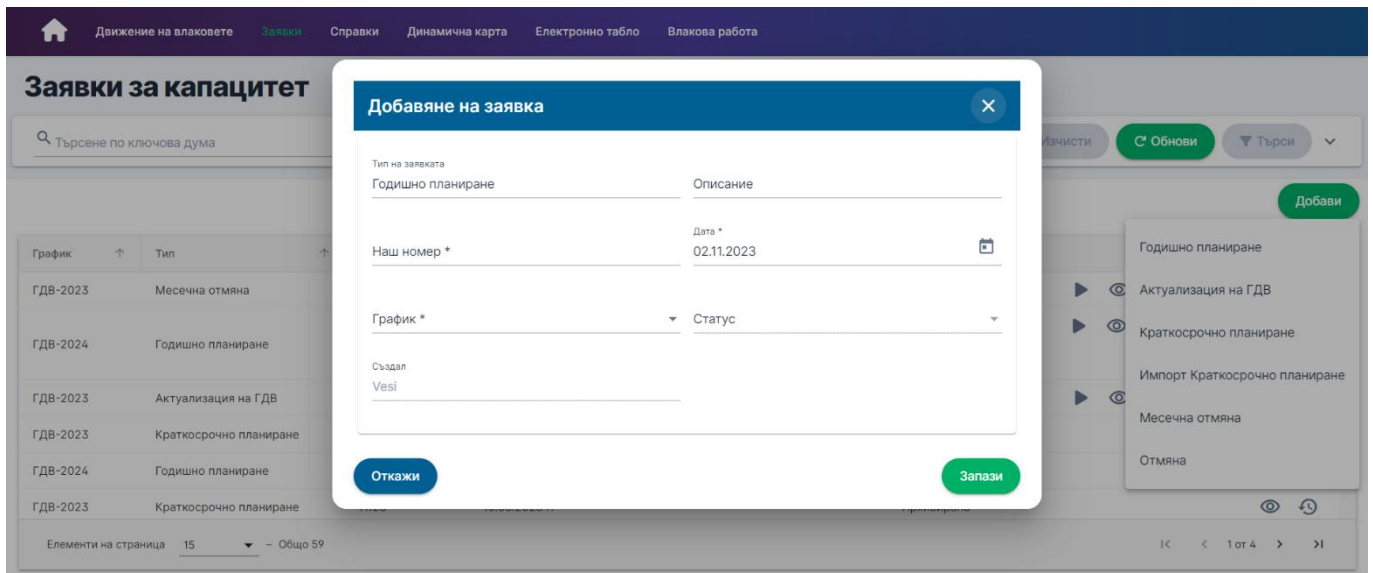 Движение на влаковете Заявки Справки Динамична карта Електронно табло Влакова работа
Заявки за капацитет
Добавяне на заявка
Търсене по ключова дума
Изчисти Обнови Търси
Тип на заявката
Годишно планиране Описание
Добави
Дата *
Наш номер * 02.11.2023
График Тип
Годишно планиране
ГДВ-2023 Месечна отмяна
Актуализация на ГДВ
График * Статус
Краткосрочно планиране
ГДВ-2024 Годишно планиране
Създал
Vesi
Импорт Краткосрочно планиране
ГДВ-2023 Актуализация на ГДВ
Месечна отмяна
ГДВ-2023 Краткосрочно планиране
Отмяна
ГДВ-2024 Годишно планиране
Откажи Запази
ГДВ-2023 Краткосрочно планиране
Елементи на страница 15 – Общо 59
1 от 4